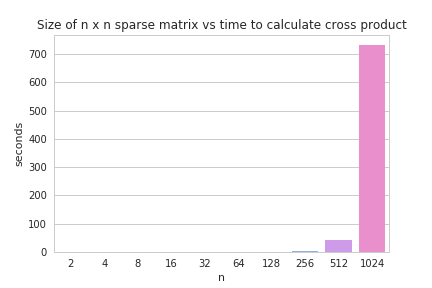 Size of n x n sparse matrix vs time to calculate cross product
700
600
500
400
300
200
100
0
seconds
2 4 8 16 32 64 128 256 512 1024
n